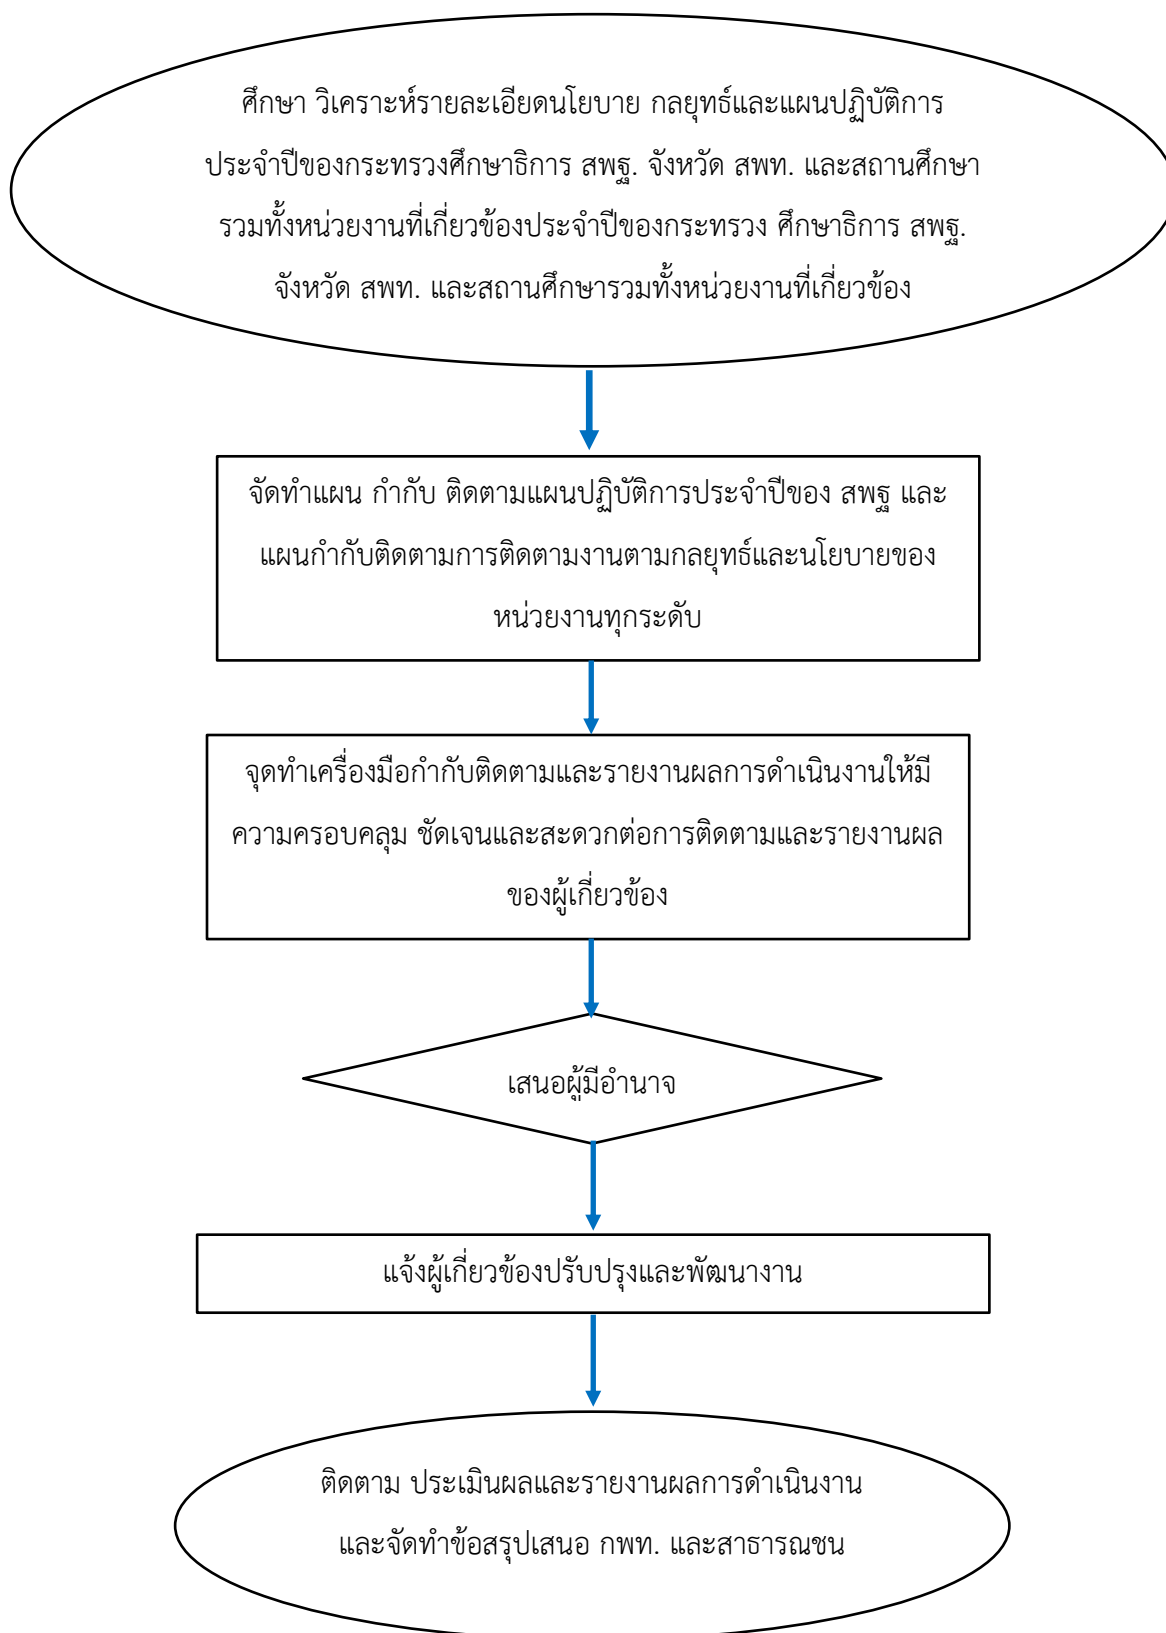 ศึกษา วิเคราะห์รายละเอียดนโยบาย กลยุทธ์และแผนปฏิบัติการ
ประจำปีของกระทรวงศึกษาธิการ สพฐ. จังหวัด สพท. และสถานศึกษา
รวมทั้งหน่วยงานที่เกี่ยวข้องประจำปีของกระทรวง ศึกษาธิการ สพฐ.
จังหวัด สพท. และสถานศึกษารวมทั้งหน่วยงานที่เกี่ยวข้อง
จัดทำแผน กำกับ ติดตามแผนปฏิบัติการประจำปีของ สพฐ และ
แผนกำกับติดตามการติดตามงานตามกลยุทธ์และนโยบายของ
หน่วยงานทุกระดับ
จุดทำเครื่องมือกำกับติดตามและรายงานผลการดำเนินงานให้มี
ความครอบคลุม ชัดเจนและสะดวกต่อการติดตามและรายงานผล
ของผู้เกี่ยวข้อง
เสนอผู้มีอำนาจ
แจ้งผู้เกี่ยวข้องปรับปรุงและพัฒนางาน
ติดตาม ประเมินผลและรายงานผลการดำเนินงาน
และจัดทำข้อสรุปเสนอ กพท. และสาธารณชน